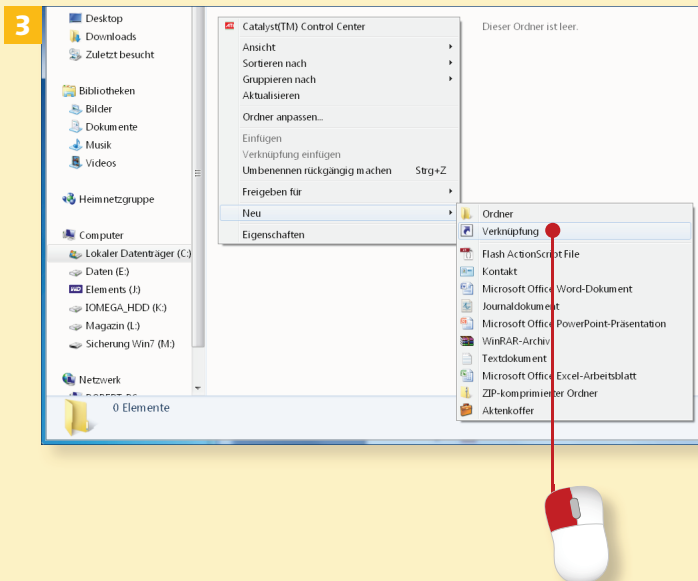 3
Desktop
Downloads
Zuletzt besucht
Bibliotheken
Bilder
Dokumente
Musik
Videos
Heimnetzgruppe
Computer
Lokaler Datenträger (C:)
Daten (E:)
Elements (J:)
IOMEGA_HDD (K:)
Magazin (L:)
Sicherung Win7 (M:)
Netzwerk
0 Elemente
Catalyst(TM) Control Center
Ansicht
Sortieren nach
Gruppieren nach
Aktualisieren
Ordner anpassen...
Einfügen
Verknüpfung einfügen
Umbenennen rückgängig machen Strg+Z
Freigeben für
Neu
Eigenschaften
Dieser Ordner ist leer.
Ordner
Verknüpfung
Flash ActionScript File
Kontakt
Microsoft Office Word-Dokument
Journaldokument
Microsoft Office PowerPoint-Präsentation
WinRAR-Archiv
Textdokument
Microsoft Office Excel-Arbeitsblatt
ZIP-komprimierter Ordner
Aktenkoffer